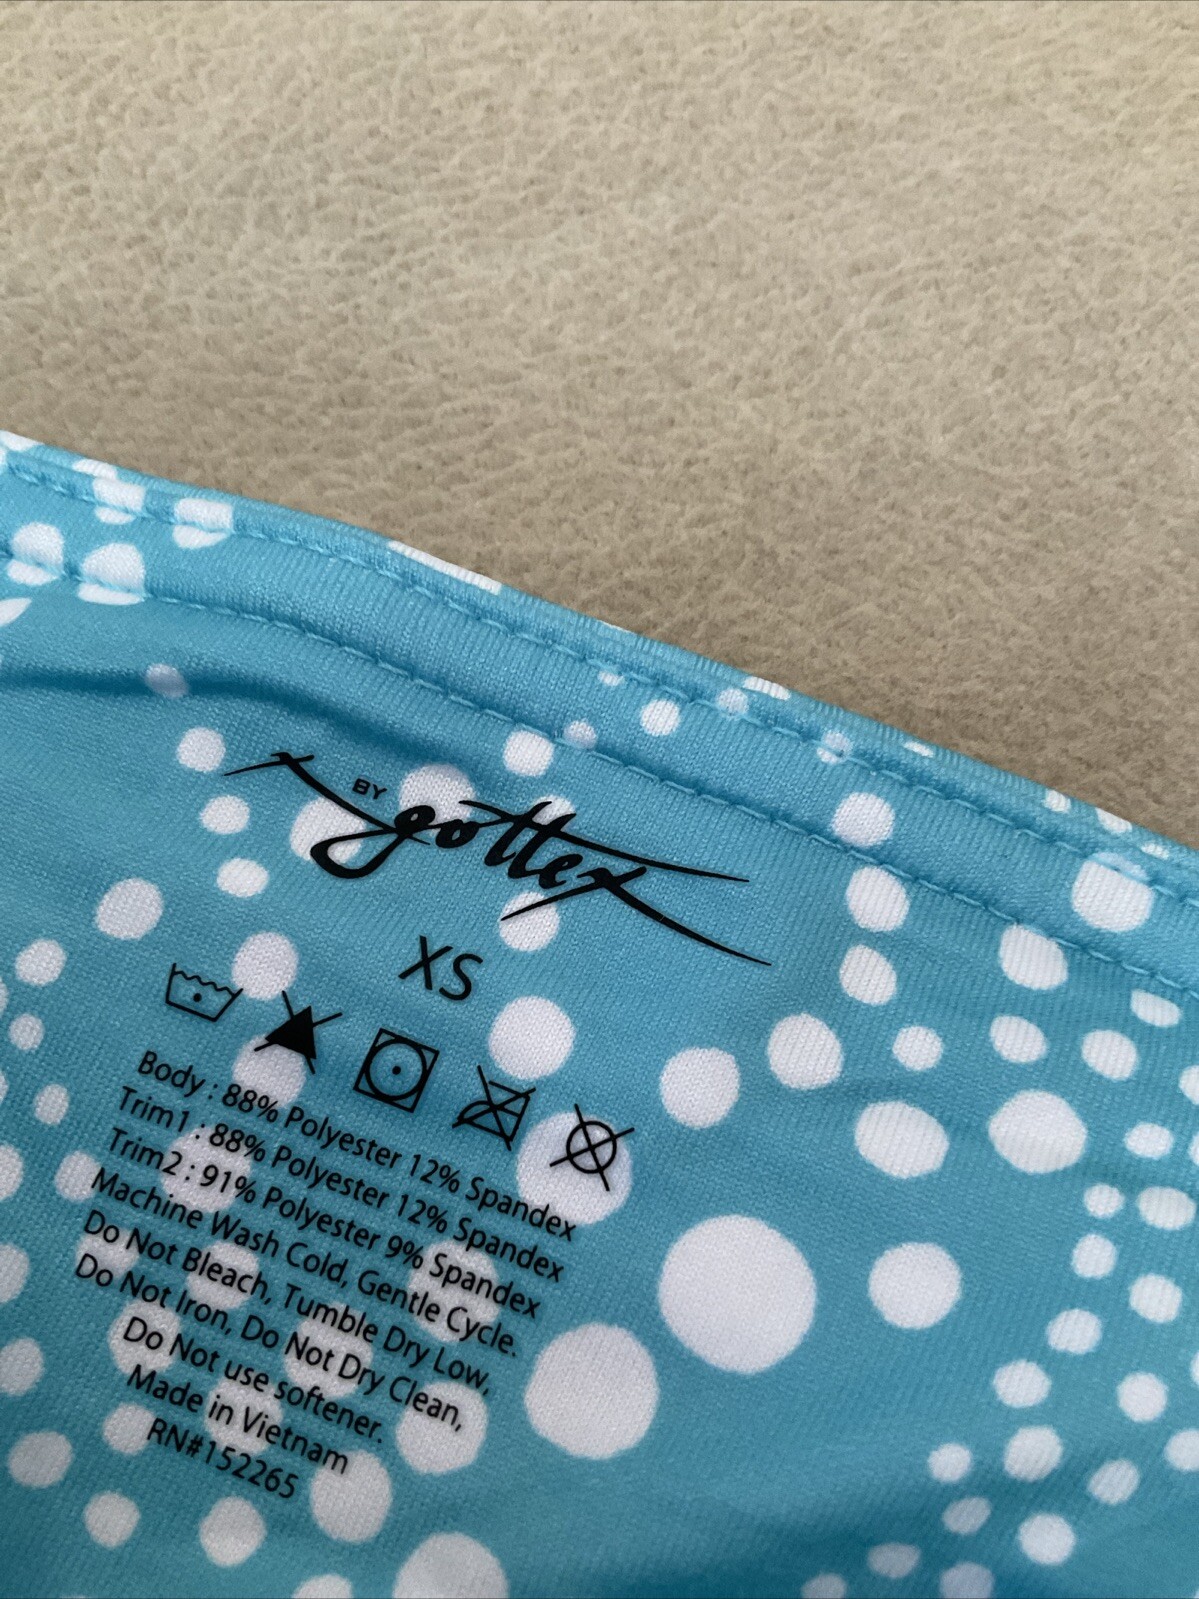 X BY gottex
XS
Body : 88% Polyester 12% Spandex
Trim1 : 88% Polyester 12% Spandex
Trim2 : 91% Polyester 9% Spandex
Machine Wash Cold, Gentle Cycle.
Do Not Bleach, Tumble Dry Low,
Do Not Iron, Do Not Dry Clean,
Do Not use softener.
Made in Vietnam
RN#152265